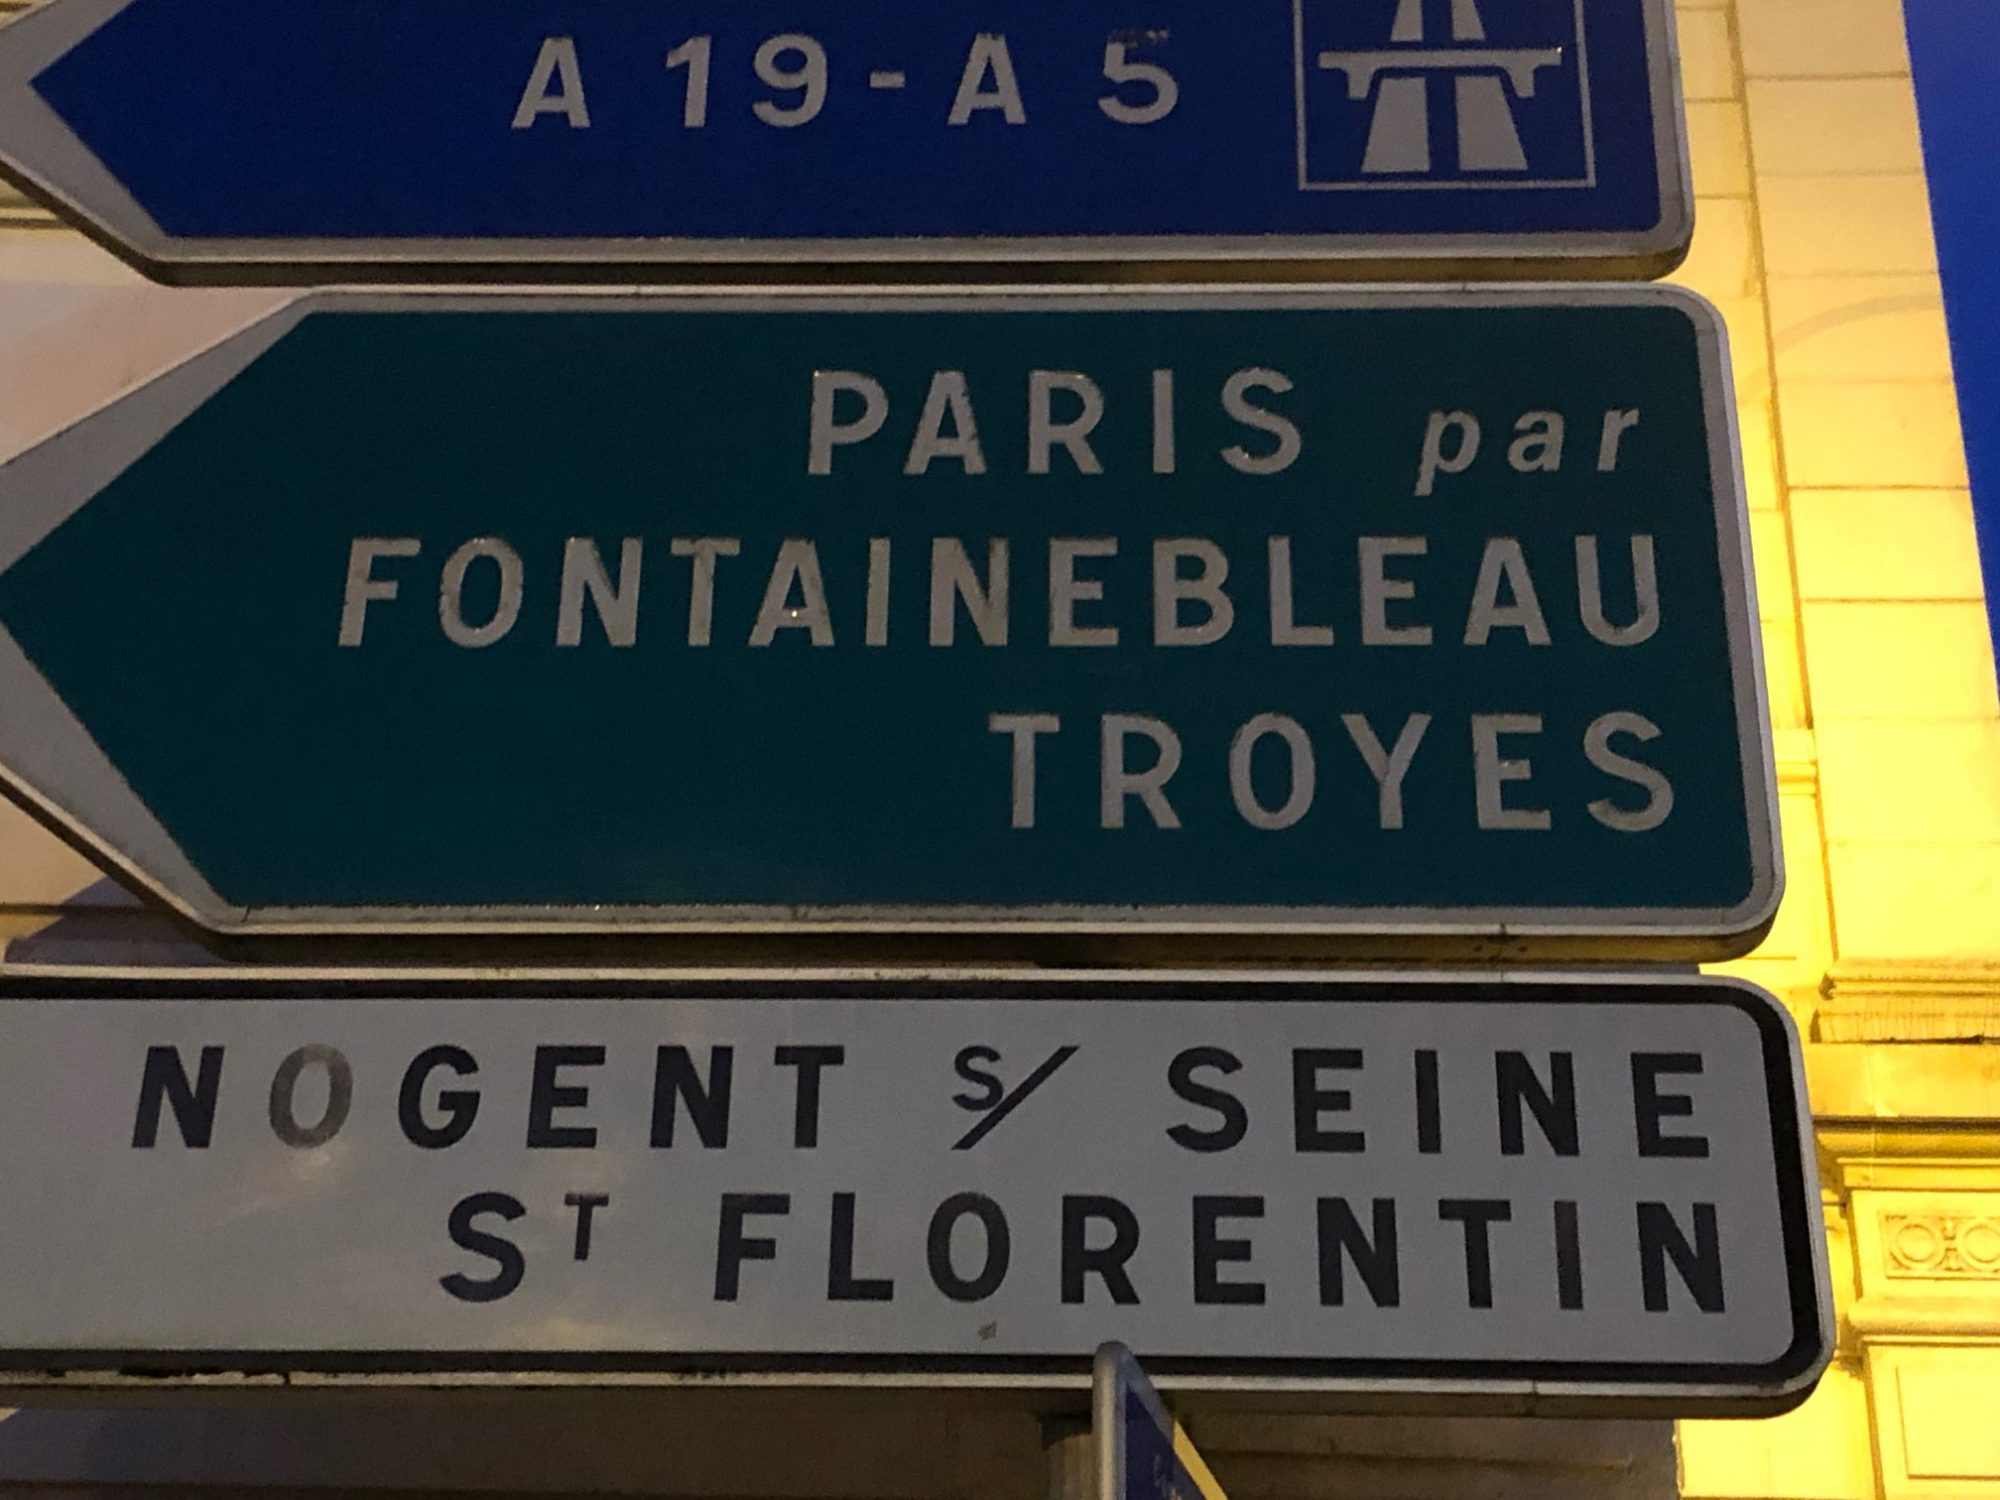 A 19 - A 5
PARIS par
FONTAINEBLEAU
TROYES
NOGENT S/ SEINE
ST FLORENTIN